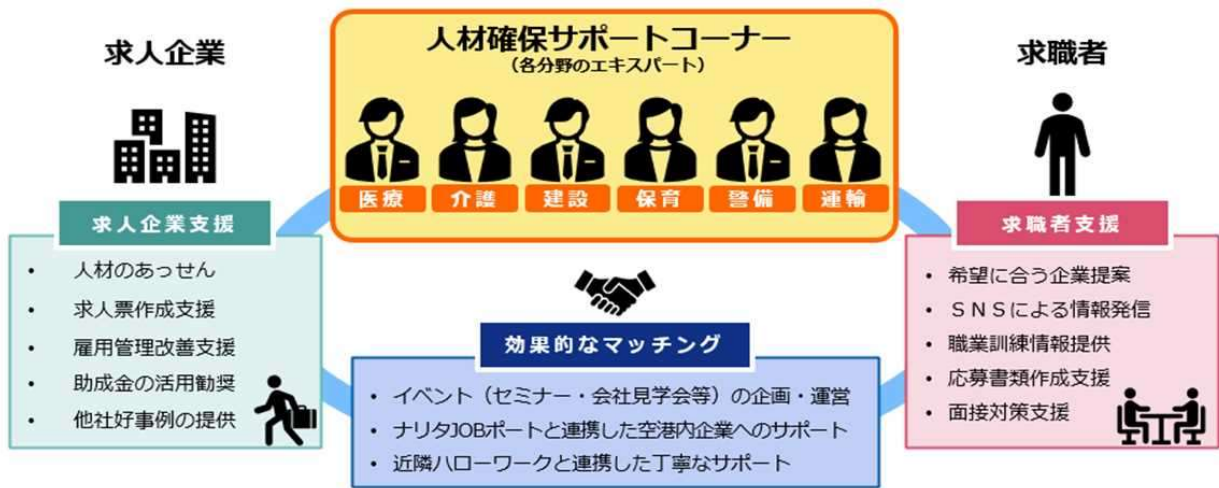 求人企業
人材確保サポートコーナー
（各分野のエキスパート）
求職者
医療
介護
建設
保育
警備
運輸
求人企業支援
・ 人材のあっせん
・ 求人票作成支援
・ 雇用管理改善支援
・ 助成金の活用勧奨
・ 他社好事例の提供
効果的なマッチング
・ イベント（セミナー・会社見学会等）の企画・運営
・ ナリタJOBポートと連携した空港内企業へのサポート
・ 近隣ハローワークと連携した丁寧なサポート
求職者支援
・ 希望に合う企業提案
・ ＳＮＳによる情報発信
・ 職業訓練情報提供
・ 応募書類作成支援
・ 面接対策支援